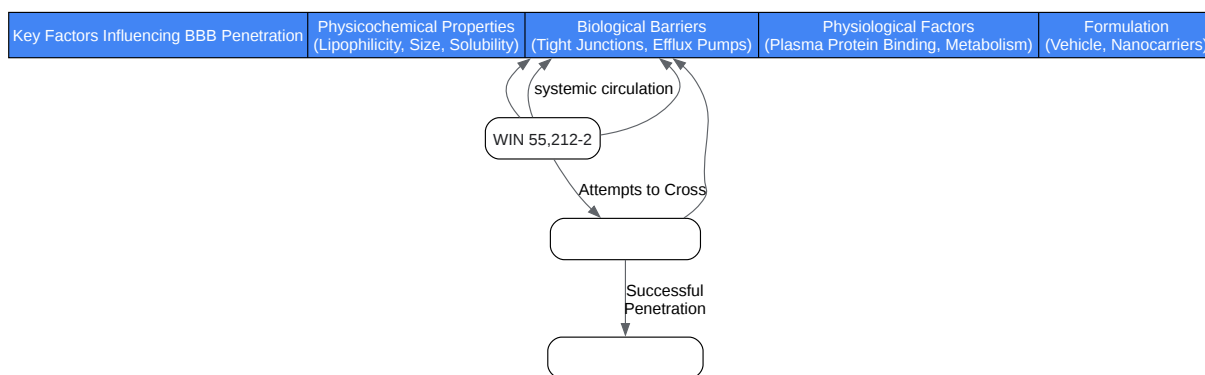 Key Factors Influencing BBB Penetration
Physicochemical Properties
(Lipophilicity, Size, Solubility)
Biological Barriers
(Tight Junctions, Efflux Pumps)
Physiological Factors
(Plasma Protein Binding, Metabolism)
Formulation
(Vehicle, Nanocarriers)
systemic circulation
WIN 55,212-2
Attempts to Cross
Successful
Penetration